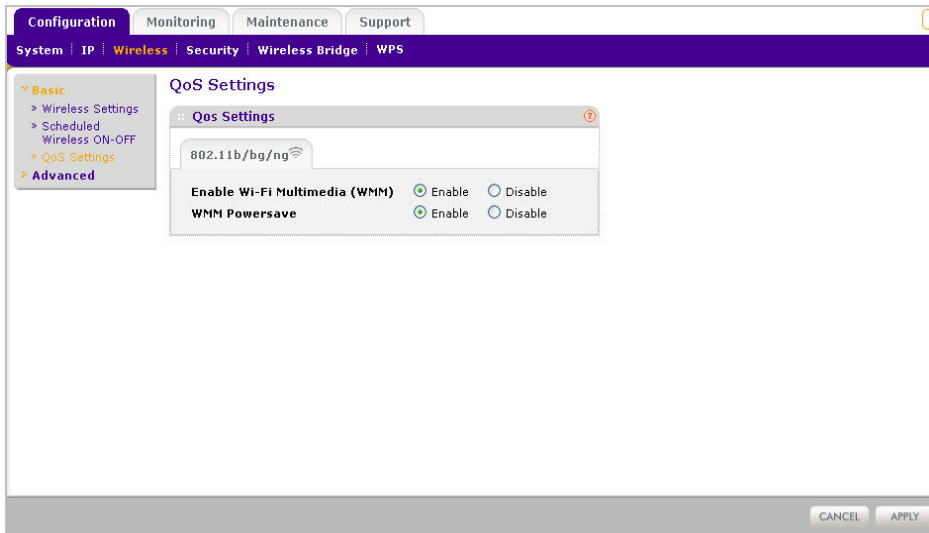 Configuration Monitoring Maintenance Support
System IP Wireless Security Wireless Bridge WPS
Basic
Wireless Settings
Scheduled
Wireless ON-OFF
QoS Settings
Advanced
QoS Settings
Qos Settings ?
802.11b/bg/ng
Enable Wi-Fi Multimedia (WMM) Enable Disable
WMM Powersave Enable Disable
CANCEL APPLY